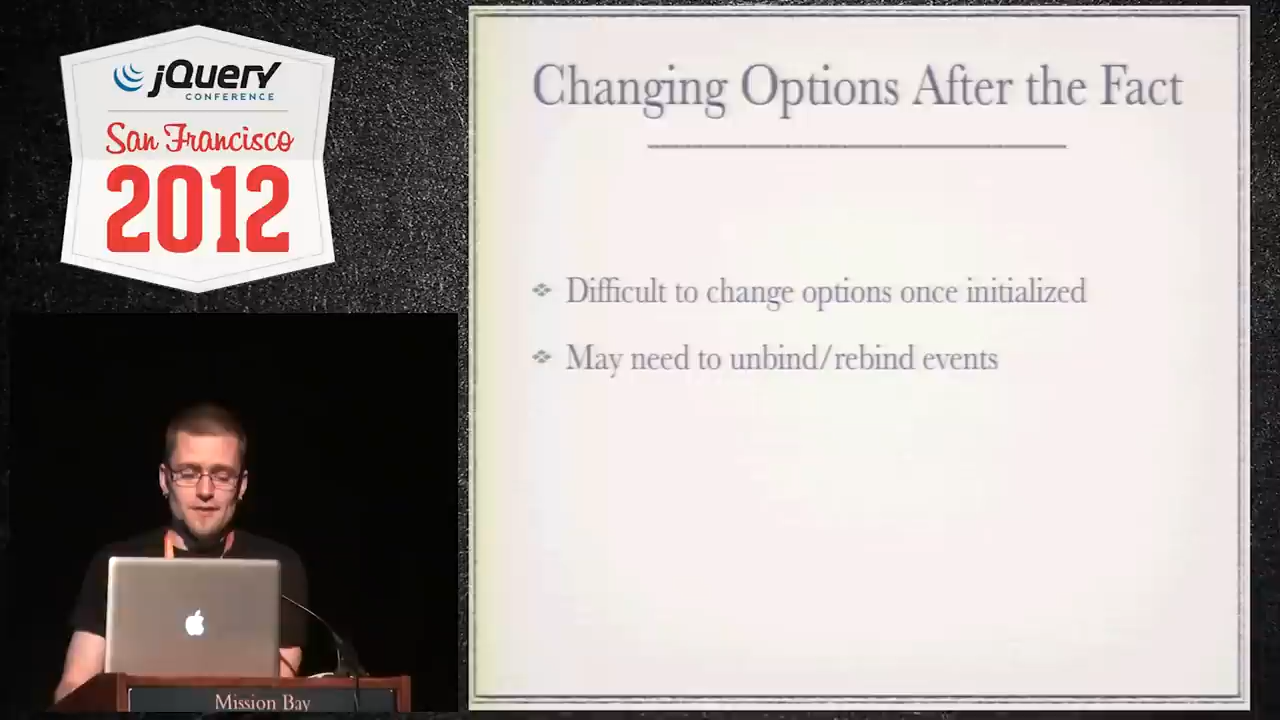 jQuery
CONFERENCE
San Francisco
2012
Changing Options After the Fact
❖ Difficult to change options once initialized
❖ May need to unbind/rebind events
Mission Bay